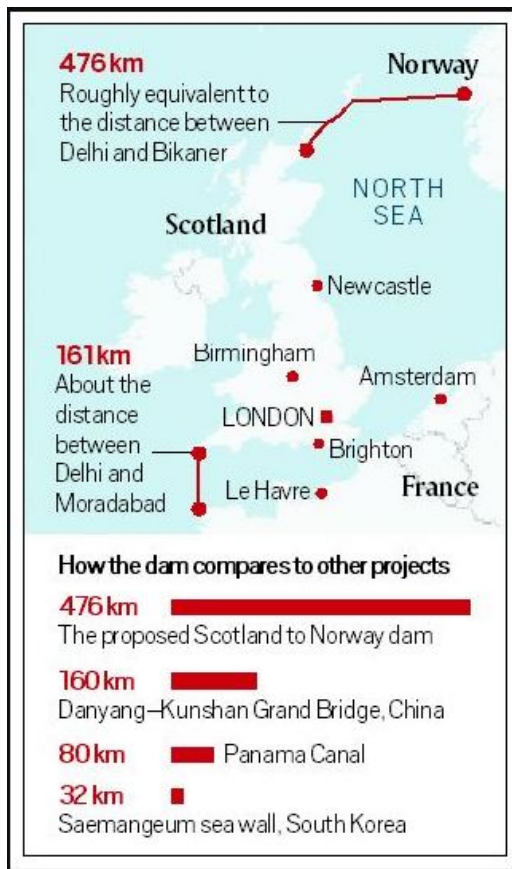 476 km
Roughly equivalent to
the distance between
Delhi and Bikaner
Norway
NORTH
SEA
Scotland
Newcastle
161 km
About the
distance
between
Delhi and
Moradabad
Birmingham
Amsterdam
LONDON
Brighton
Le Havre
France
How the dam compares to other projects
476 km
The proposed Scotland to Norway dam
160 km
Danyang–Kunshan Grand Bridge, China
80 km
Panama Canal
32 km
Saemangeum sea wall, South Korea